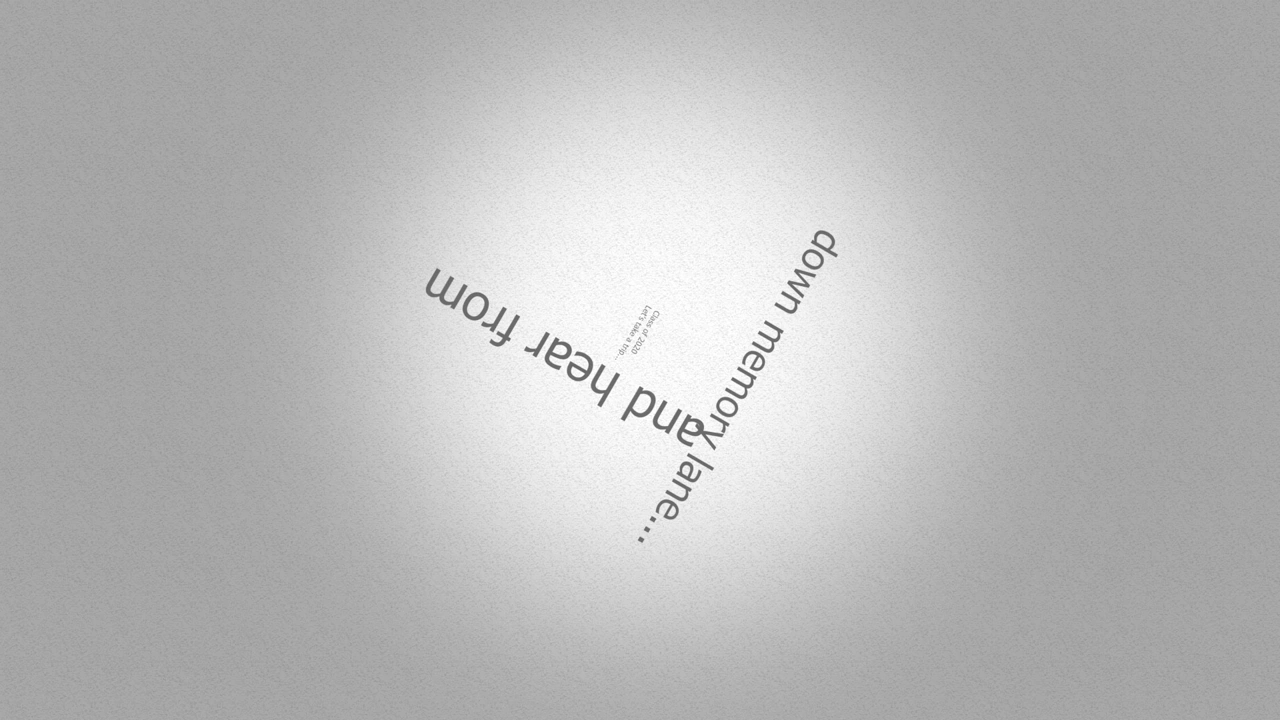 Class of 2020
Let's take a trip...
down memory lane...
and hear from